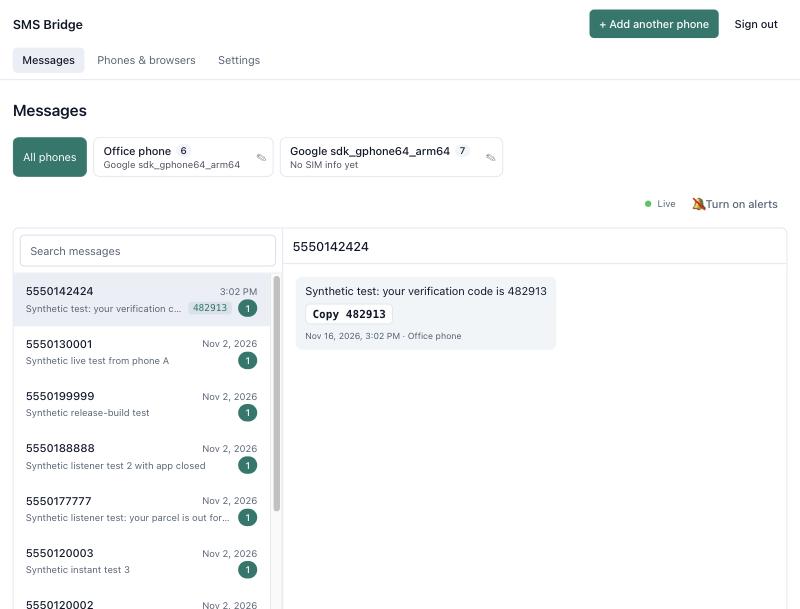 SMS Bridge
+ Add another phone
Sign out
Messages
Phones & browsers
Settings
Messages
All phones
Office phone 6
Google sdk_gphone64_arm64
Google sdk_gphone64_arm64 7
No SIM info yet
Live
Turn on alerts
Search messages
5550142424 3:02 PM
Synthetic test: your verification c... 482913 1
5550130001 Nov 2, 2026
Synthetic live test from phone A 1
5550199999 Nov 2, 2026
Synthetic release-build test 1
5550188888 Nov 2, 2026
Synthetic listener test 2 with app closed 1
5550177777 Nov 2, 2026
Synthetic listener test: your parcel is out for... 1
5550120003 Nov 2, 2026
Synthetic instant test 3 1
5550120002 Nov 2, 2026
5550142424
Synthetic test: your verification code is 482913
Copy 482913
Nov 16, 2026, 3:02 PM · Office phone